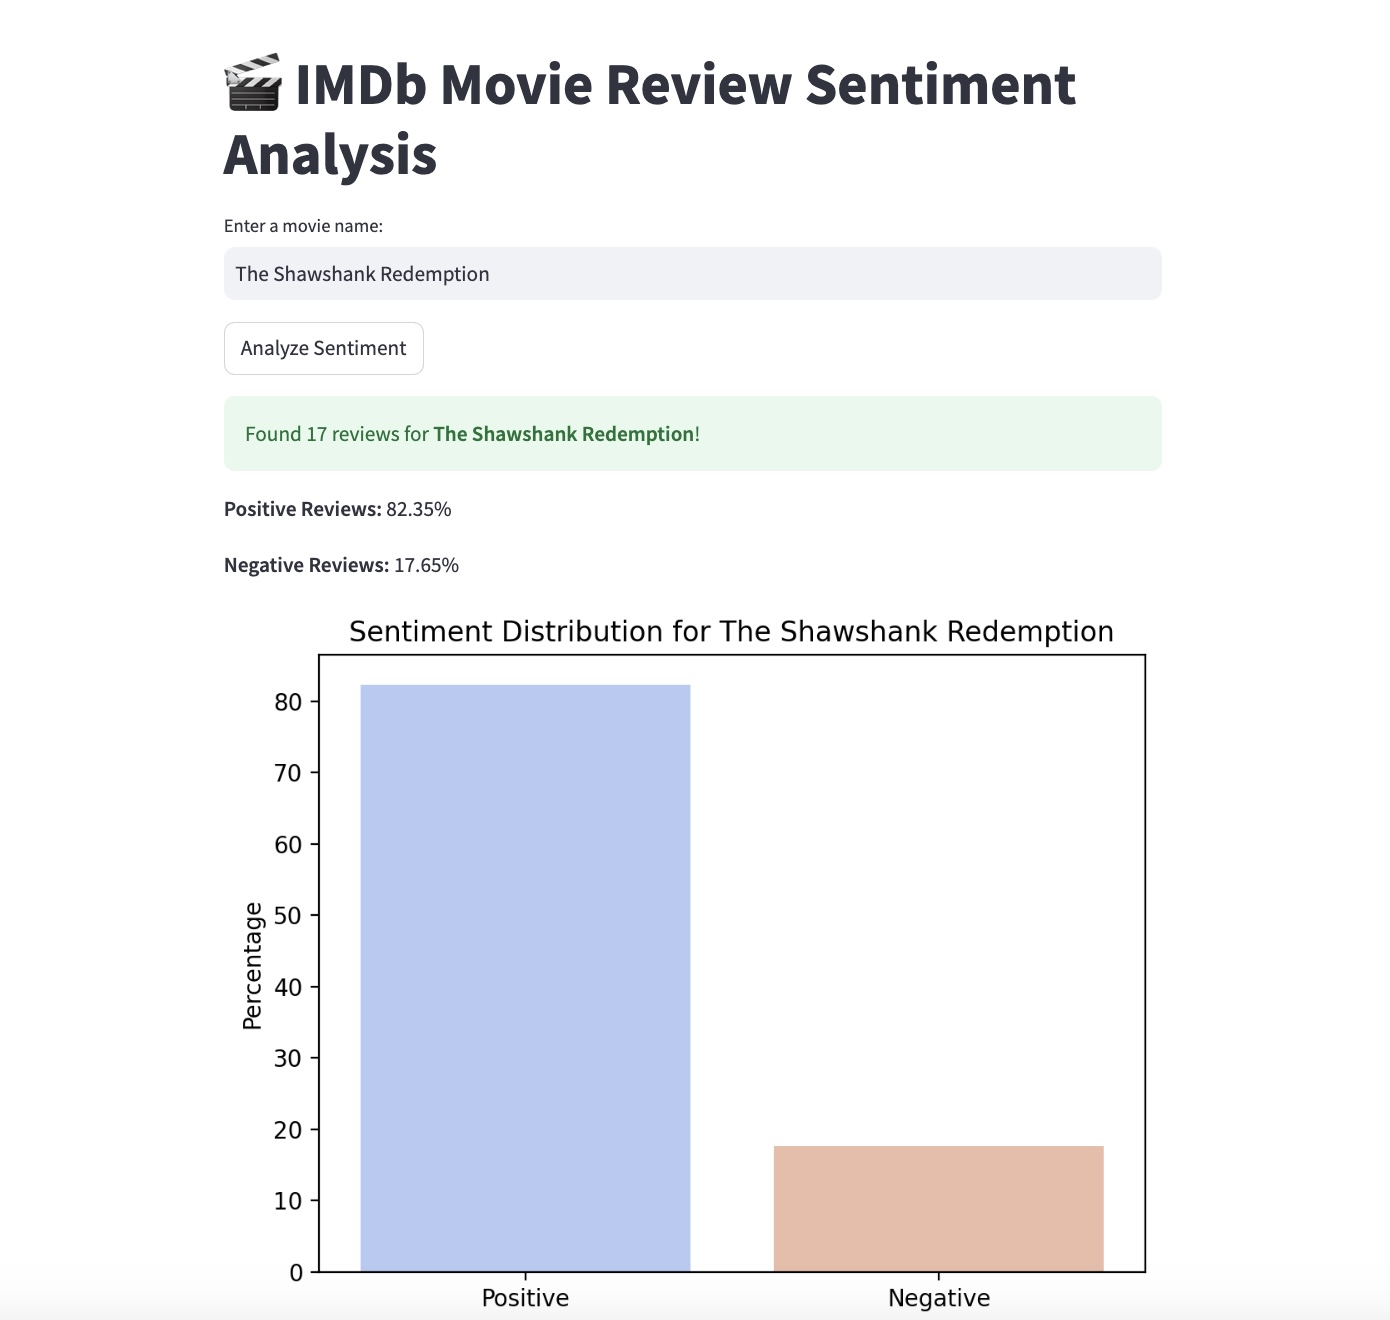 🎬 IMDb Movie Review Sentiment
Analysis
Enter a movie name:
The Shawshank Redemption
Analyze Sentiment
Found 17 reviews for The Shawshank Redemption!
Positive Reviews: 82.35%
Negative Reviews: 17.65%
Sentiment Distribution for The Shawshank Redemption
80
70
60
50
40
30
20
10
0
Percentage
Positive
Negative